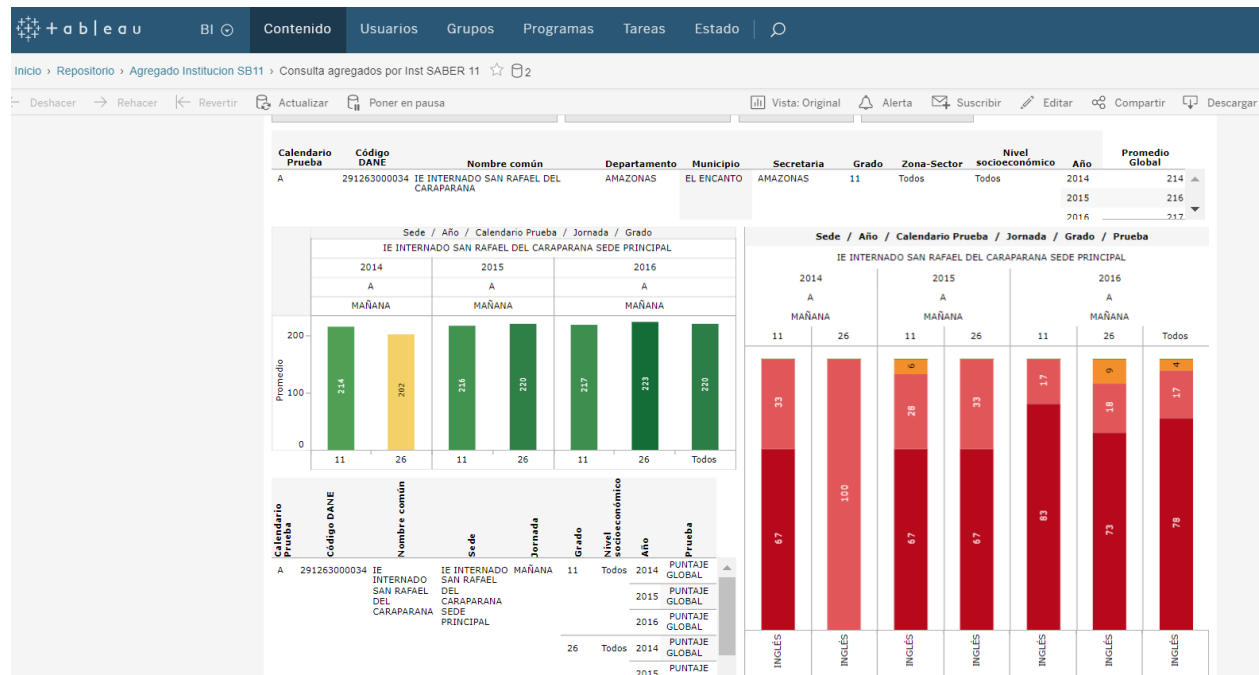 + a b | e a u BI Contenido Usuarios Grupos Programas Tareas Estado
Inicio › Repositorio › Agregado Institucion SB11 › Consulta agregados por Inst SABER 11 2
Deshacer Rehacer Revertir Actualizar Poner en pausa Vista: Original Alerta Suscribir Editar Compartir Descargar
Calendario Prueba Código DANE Nombre común Departamento Municipio Secretaria Grado Zona-Sector Nivel socioeconómico Año Promedio Global
A 291263000034 IE INTERNADO SAN RAFAEL DEL CARAPARANA AMAZONAS EL ENCANTO AMAZONAS 11 Todos Todos 2014 214
2015 216
2016 217
Sede / Año / Calendario Prueba / Jornada / Grado
IE INTERNADO SAN RAFAEL DEL CARAPARANA SEDE PRINCIPAL
2014 2015 2016
A A A
MAÑANA MAÑANA MAÑANA
Promedio
200
100
0
214 202 216 220 217 223 220
11 26 11 26 11 26 Todos
Sede / Año / Calendario Prueba / Jornada / Grado / Prueba
IE INTERNADO SAN RAFAEL DEL CARAPARANA SEDE PRINCIPAL
2014 2015 2016
A A A
MAÑANA MAÑANA MAÑANA
11 26 11 26 11 26 Todos
6 9 4
33 28 33 17 18 17
67 100 67 67 83 73 78
INGLÉS INGLÉS INGLÉS INGLÉS INGLÉS INGLÉS INGLÉS
Calendario Prueba Código DANE Nombre común Sede Jornada Grado Nivel socioeconómico Año Prueba
A 291263000034 IE INTERNADO SAN RAFAEL DEL CARAPARANA IE INTERNADO SAN RAFAEL DEL CARAPARANA SEDE PRINCIPAL MAÑANA 11 Todos 2014 PUNTAJE GLOBAL
2015 PUNTAJE GLOBAL
2016 PUNTAJE GLOBAL
26 Todos 2014 PUNTAJE GLOBAL
2015 PUNTAJE